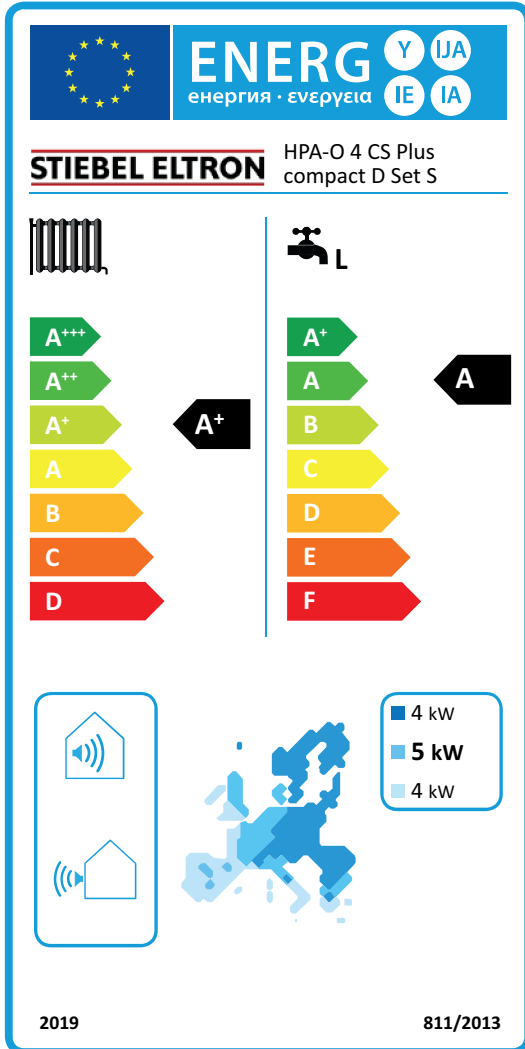 ENERG
енергия · ενεργεια
Y
IJA
IE
IA
STIEBEL ELTRON
HPA-O 4 CS Plus
compact D Set S
L
A+++
A++
A+
A
B
C
D
A+
A+
A
B
C
D
E
F
A
4 kW
5 kW
4 kW
2019
811/2013